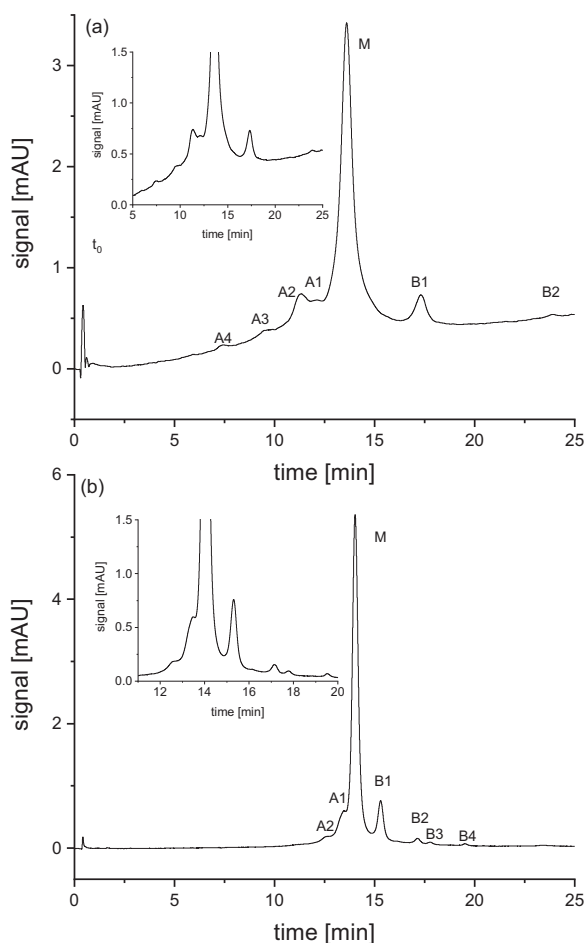 (a)
M
1.5
1.0
0.5
0.0
signal [mAU]
5 10 15 20 25
time [min]
3
2
1
0
signal [mAU]
t0
A4
A3
A2
A1
B1
B2
0 5 10 15 20 25
time [min]
(b)
M
1.5
1.0
0.5
0.0
signal [mAU]
12 14 16 18 20
time [min]
6
4
2
0
signal [mAU]
A2
A1
B1
B2
B3
B4
0 5 10 15 20 25
time [min]